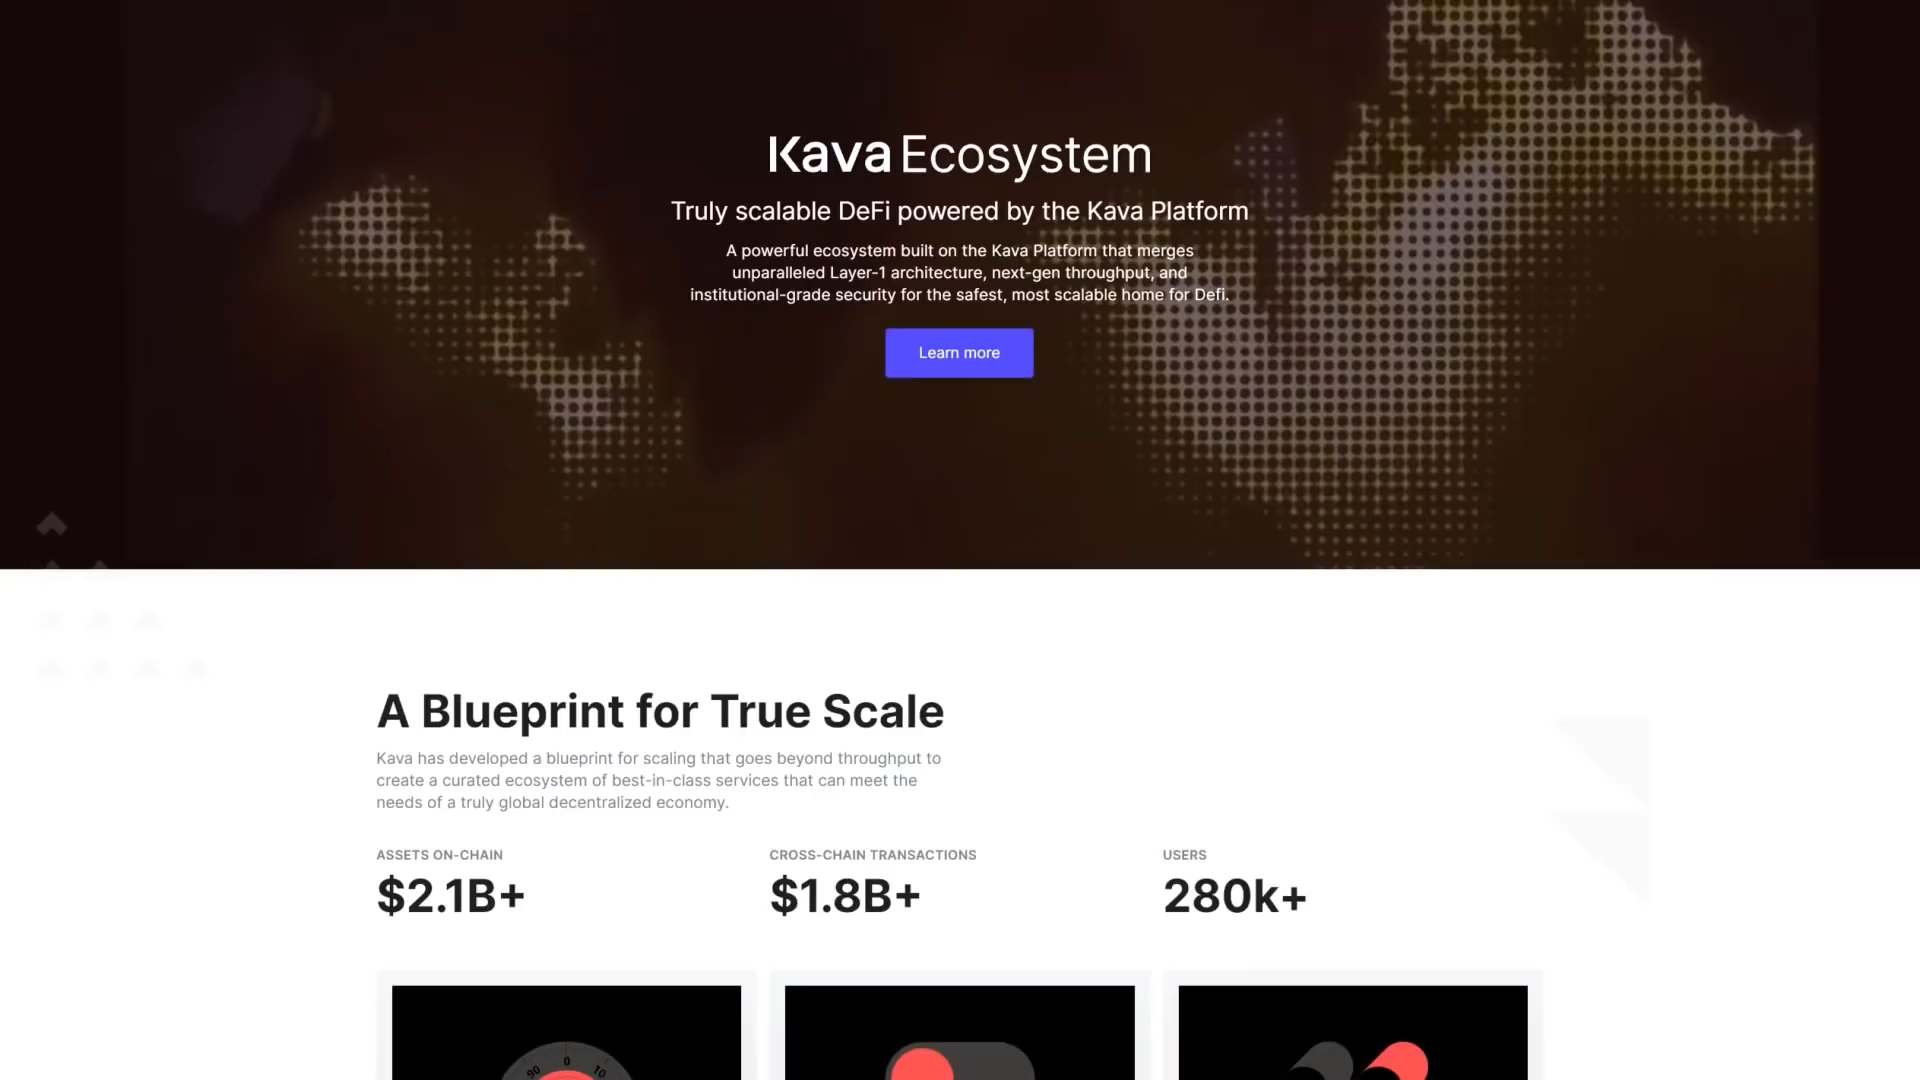 Kava Ecosystem
Truly scalable DeFi powered by the Kava Platform
A powerful ecosystem built on the Kava Platform that merges
unparalleled Layer-1 architecture, next-gen throughput, and
institutional-grade security for the safest, most scalable home for Defi.
Learn more
A Blueprint for True Scale
Kava has developed a blueprint for scaling that goes beyond throughput to
create a curated ecosystem of best-in-class services that can meet the
needs of a truly global decentralized economy.
ASSETS ON-CHAIN
$2.1B+
CROSS-CHAIN TRANSACTIONS
$1.8B+
USERS
280k+
90 0 10